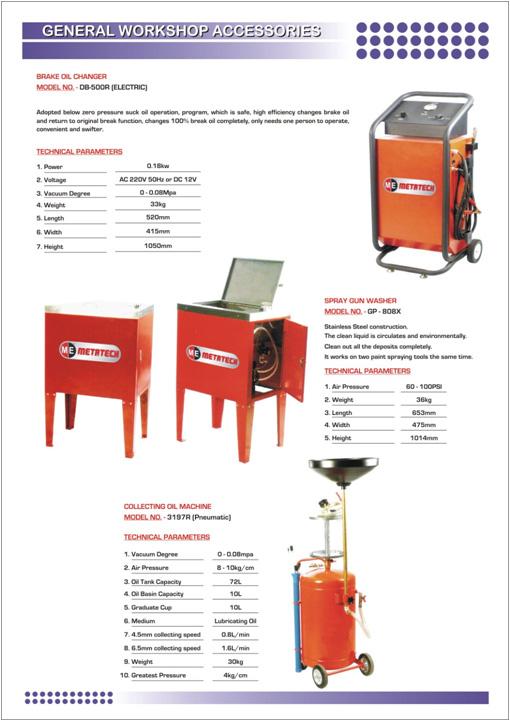 GENERAL WORKSHOP ACCESSORIES
BRAKE OIL CHANGER
MODEL NO. - DB-500R (ELECTRIC)
Adopted below zero pressure suck oil operation, program, which is safe, high efficiency changes brake oil
and return to original break function, changes 100% break oil completely, only needs one person to operate,
convenient and swifter.
TECHNICAL PARAMETERS
1. Power 0.18kw
2. Voltage AC 220V 50Hz or DC 12V
3. Vacuum Degree 0 - 0.08Mpa
4. Weight 33kg
5. Length 520mm
6. Width 415mm
7. Height 1050mm
ME METATECH
ME METATECH
ME METATECH
SPRAY GUN WASHER
MODEL NO. - GP - 808X
Stainless Steel construction.
The clean liquid is circulates and environmentally.
Clean out all the deposits completely.
It works on two paint spraying tools the same time.
TECHNICAL PARAMETERS
1. Air Pressure 60 - 100PSI
2. Weight 36kg
3. Length 653mm
4. Width 475mm
5. Height 1014mm
COLLECTING OIL MACHINE
MODEL NO. - 3197R (Pneumatic)
TECHNICAL PARAMETERS
1. Vacuum Degree 0 - 0.08mpa
2. Air Pressure 8 - 10kg/cm
3. Oil Tank Capacity 72L
4. Oil Basin Capacity 10L
5. Graduate Cup 10L
6. Medium Lubricating Oil
7. 4.5mm collecting speed 0.8L/min
8. 6.5mm collecting speed 1.6L/min
9. Weight 30kg
10. Greatest Pressure 4kg/cm